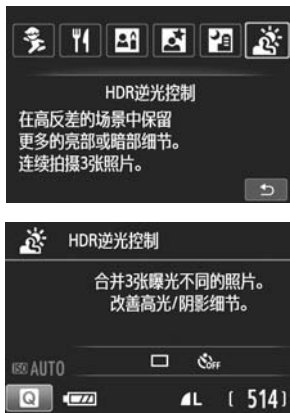 HDR逆光控制
在高反差的场景中保留
更多的亮部或暗部细节。
连续拍摄3张照片。
HDR逆光控制
合并3张曝光不同的照片。
改善高光/阴影细节。
ISO AUTO
OFF
Q
L [514]